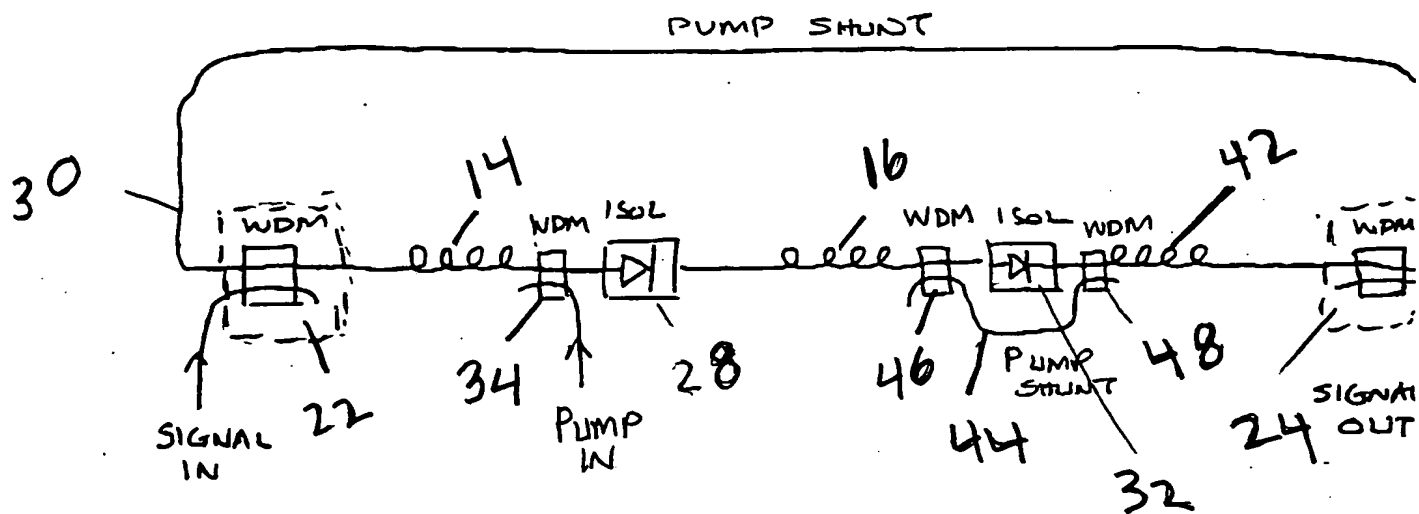 PUMP SHUNT
30
14
16
42
WDM
WDM
ISOL
WDM
ISOL
WDM
WDM
34
28
46
PUMP
SHUNT
48
22
SIGNAL
IN
PUMP
IN
44
32
24
SIGNAL
OUT